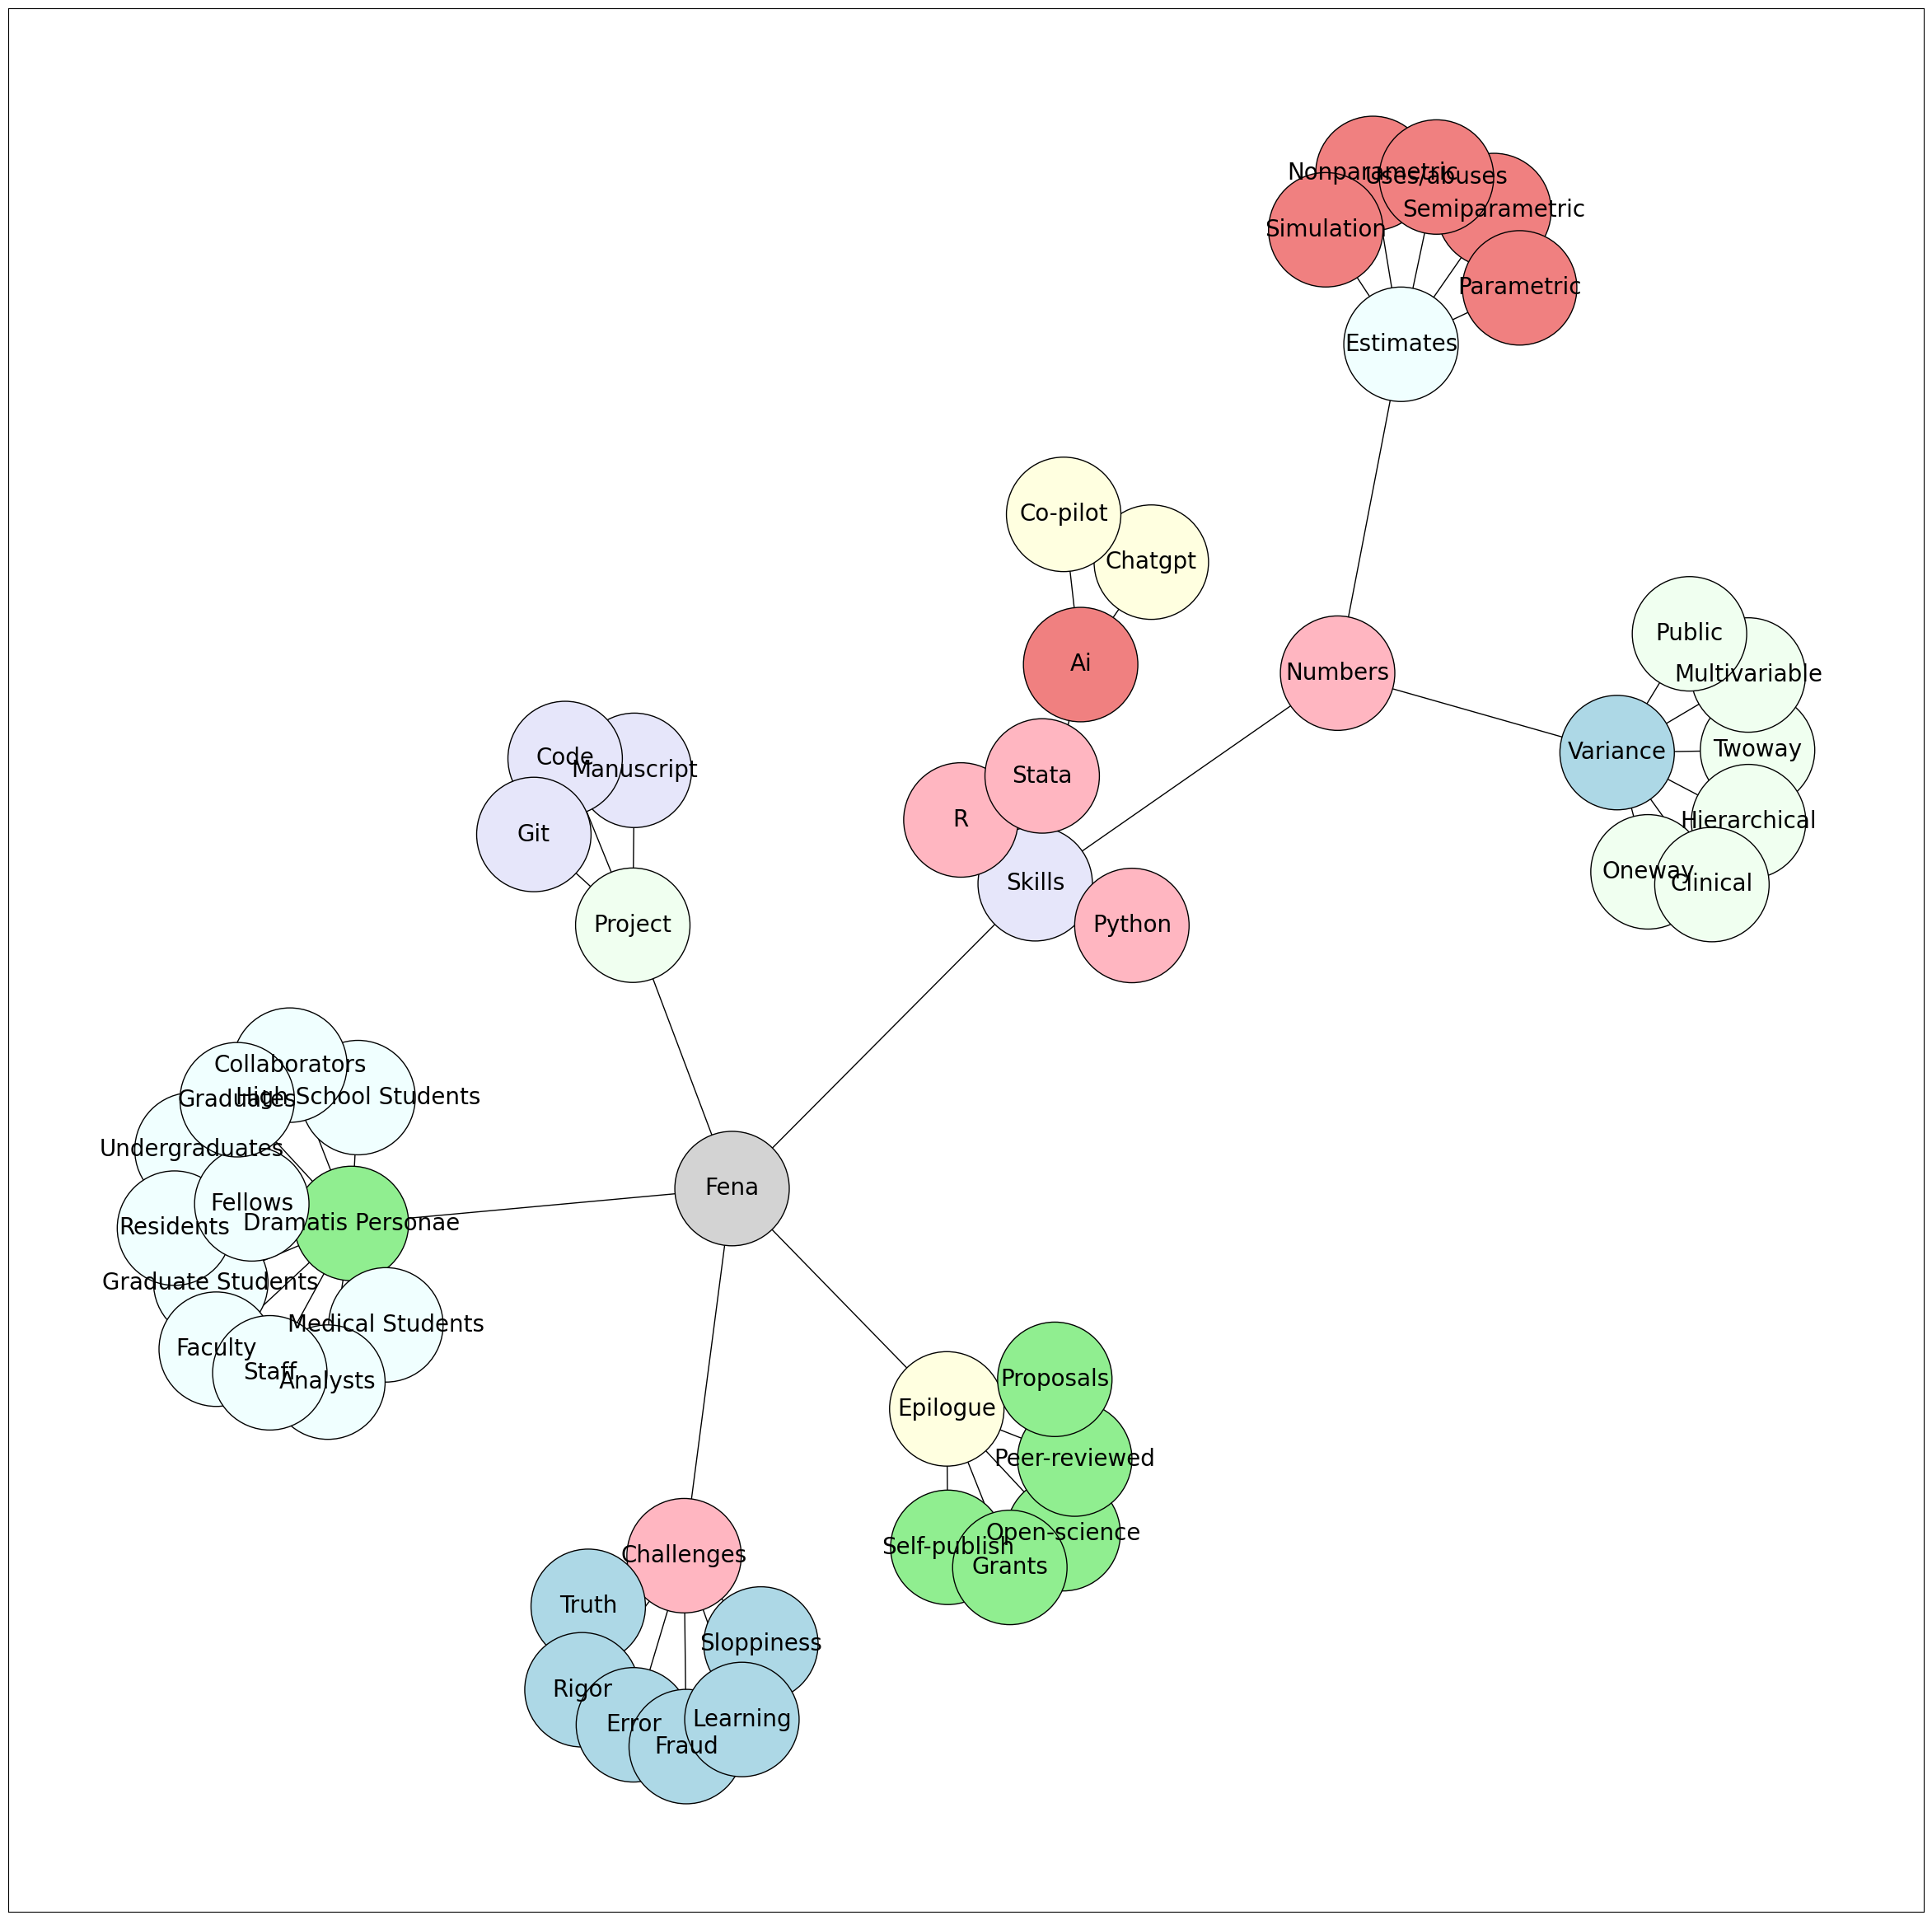 Nonparametric
Uses/abuses
Semiparametric
Simulation
Parametric
Estimates
Co-pilot
Chatgpt
Public
Ai
Numbers
Multivariable
Code
Manuscript
Stata
Variance
Twoway
Git
R
Hierarchical
Skills
Oneway
Clinical
Project
Python
Collaborators
Graduates
High School Students
Undergraduates
Fellows
Fena
Residents
Dramatis Personae
Graduate Students
Medical Students
Faculty
Staff
Analysts
Proposals
Epilogue
Peer-reviewed
Open-science
Self-publish
Grants
Challenges
Truth
Sloppiness
Rigor
Error
Learning
Fraud